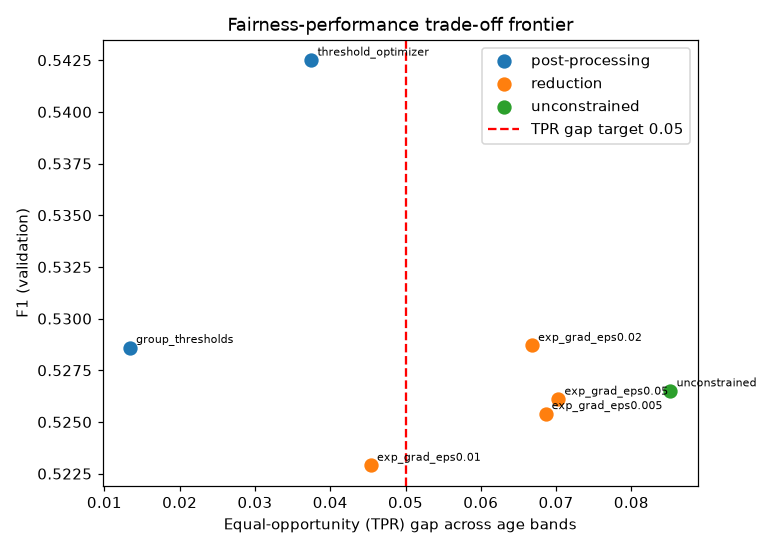 Fairness-performance trade-off frontier
F1 (validation)
0.5425
0.5400
0.5375
0.5350
0.5325
0.5300
0.5275
0.5250
0.5225
threshold_optimizer
group_thresholds
exp_grad_eps0.02
unconstrained
exp_grad_eps0.05
exp_grad_eps0.005
exp_grad_eps0.01
post-processing
reduction
unconstrained
TPR gap target 0.05
0.01 0.02 0.03 0.04 0.05 0.06 0.07 0.08
Equal-opportunity (TPR) gap across age bands